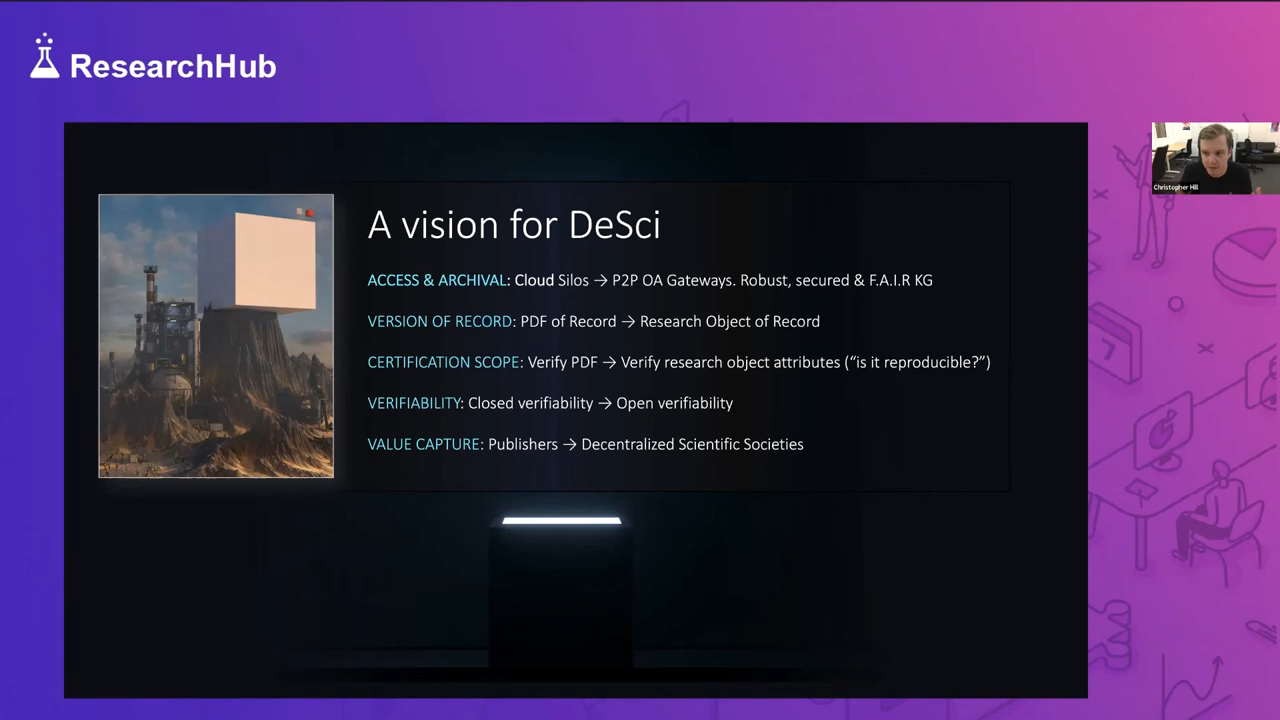 ResearchHub
Christopher Hill
A vision for DeSci
ACCESS & ARCHIVAL: Cloud Silos → P2P OA Gateways. Robust, secured & F.A.I.R KG
VERSION OF RECORD: PDF of Record → Research Object of Record
CERTIFICATION SCOPE: Verify PDF → Verify research object attributes (“is it reproducible?”)
VERIFIABILITY: Closed verifiability → Open verifiability
VALUE CAPTURE: Publishers → Decentralized Scientific Societies
7